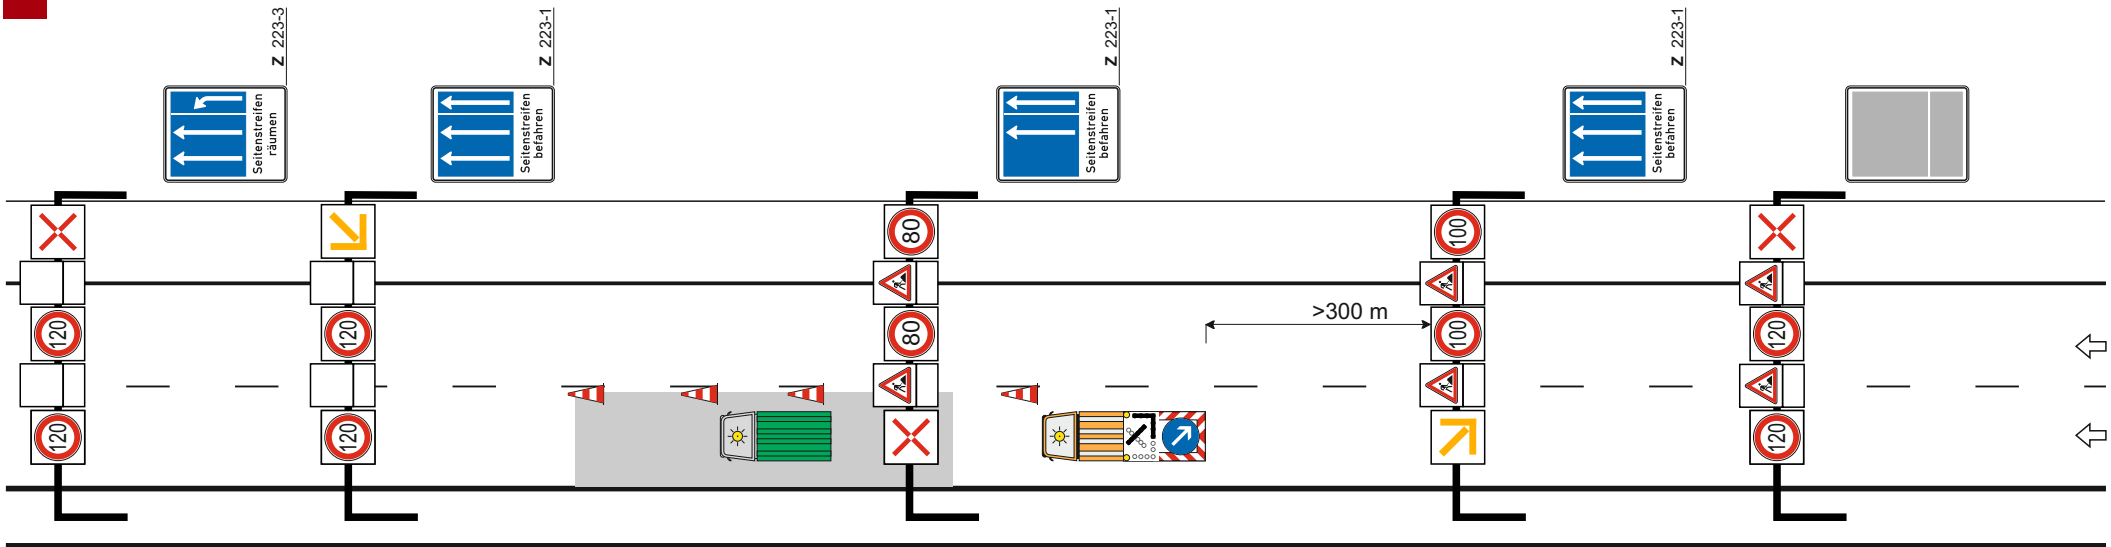 Z 223-3
Z 223-1
Z 223-1
Z 223-1
Seitenstreifen
räumen
Seitenstreifen
befahren
Seitenstreifen
befahren
Seitenstreifen
befahren
80
100
>300 m
120
120
80
100
120
120
120
120